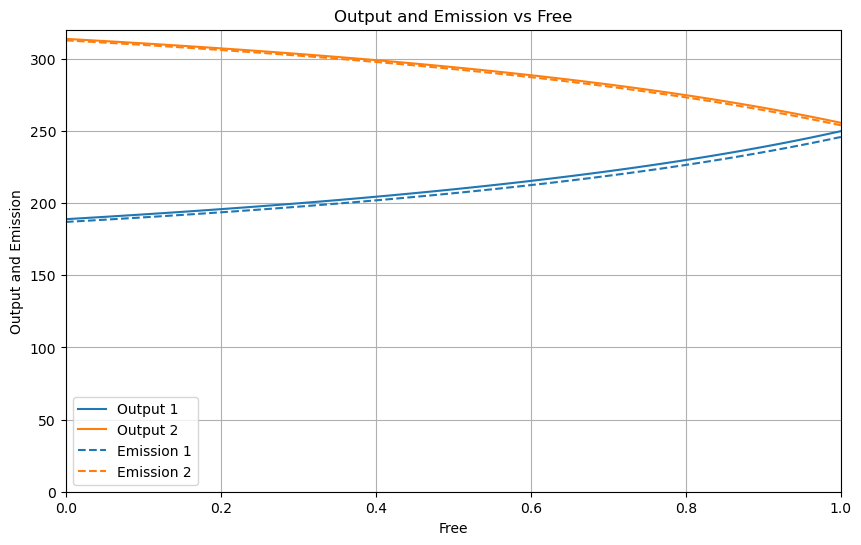 Output and Emission vs Free
Output and Emission
300
250
200
150
100
50
0
0.0 0.2 0.4 0.6 0.8 1.0
Free
Output 1
Output 2
Emission 1
Emission 2